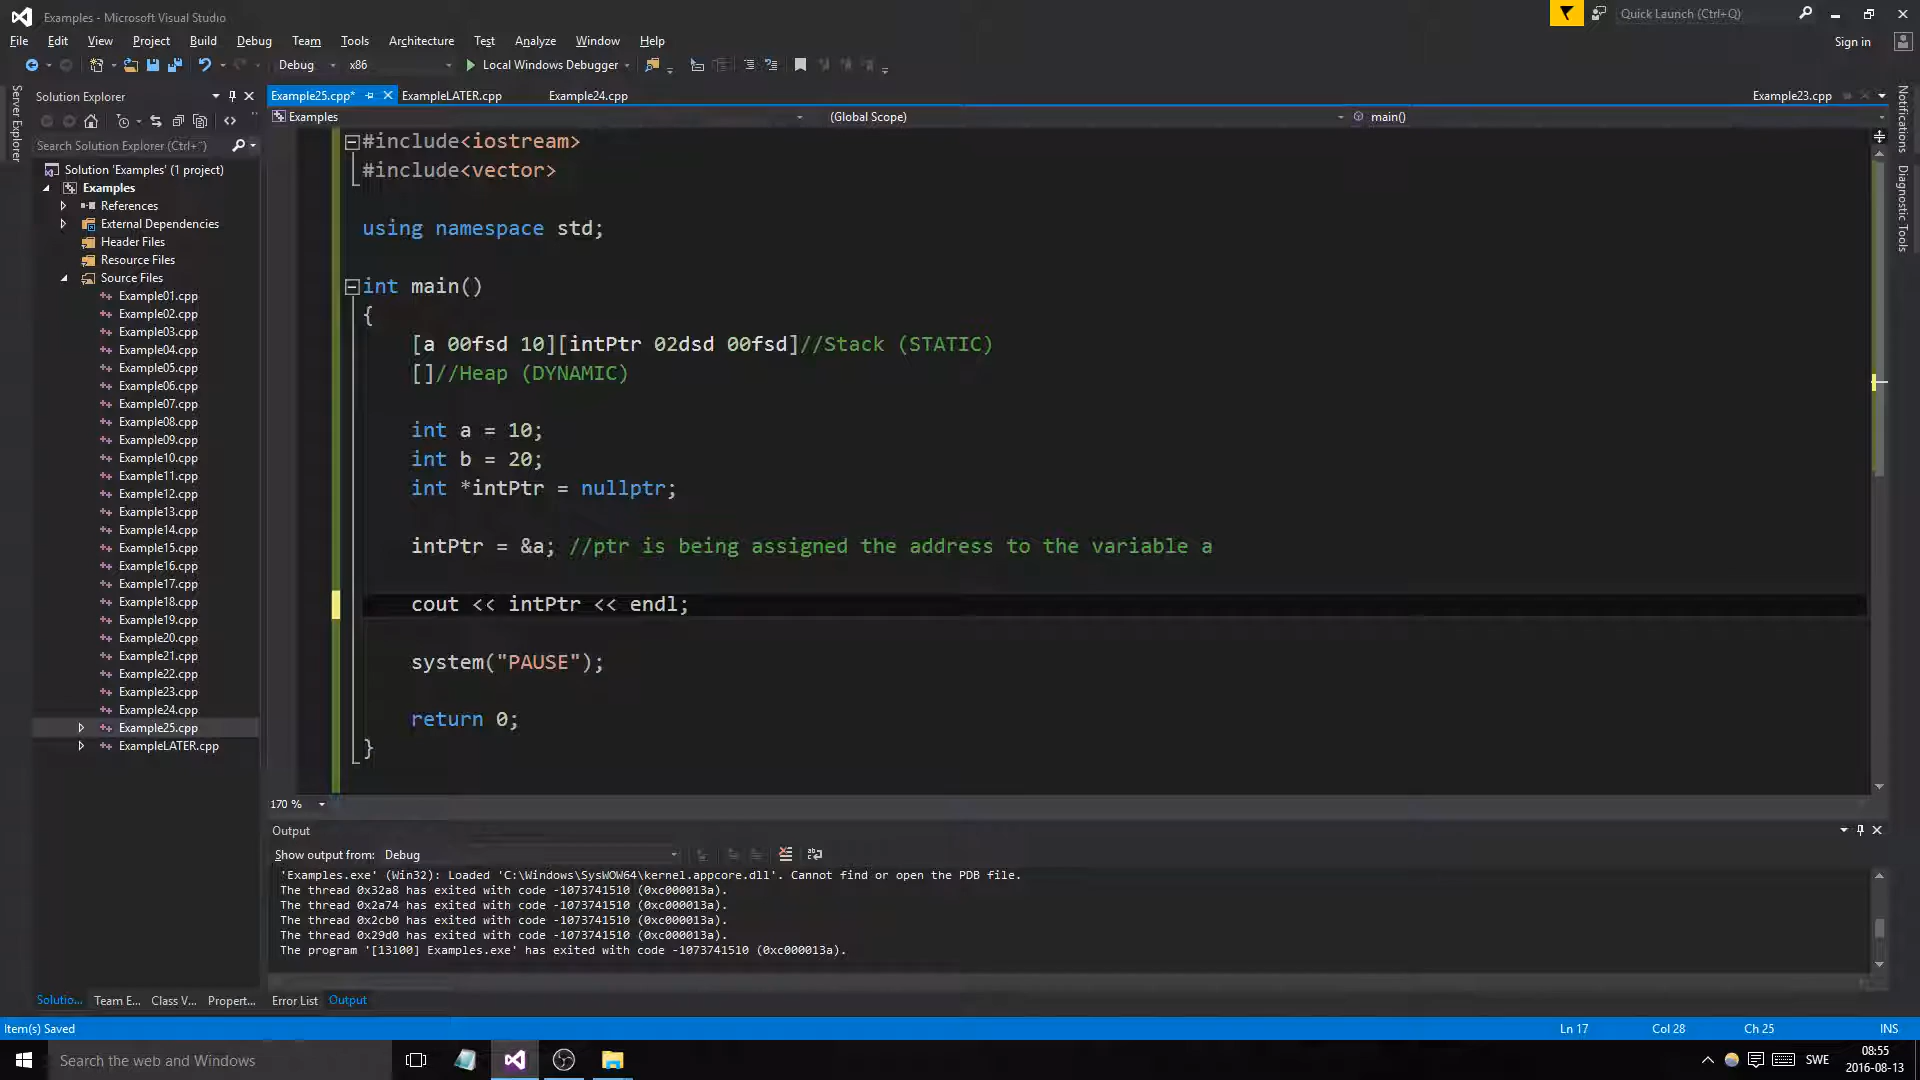 Examples - Microsoft Visual Studio
Quick Launch (Ctrl+Q)
File Edit View Project Build Debug Team Tools Architecture Test Analyze Window Help
Sign in
Debug x86 Local Windows Debugger
Server Explorer
Solution Explorer
Example25.cpp* ExampleLATER.cpp Example24.cpp Example23.cpp
Examples (Global Scope) main()
Search Solution Explorer (Ctrl+¨)
Solution 'Examples' (1 project)
Examples
References
External Dependencies
Header Files
Resource Files
Source Files
Example01.cpp
Example02.cpp
Example03.cpp
Example04.cpp
Example05.cpp
Example06.cpp
Example07.cpp
Example08.cpp
Example09.cpp
Example10.cpp
Example11.cpp
Example12.cpp
Example13.cpp
Example14.cpp
Example15.cpp
Example16.cpp
Example17.cpp
Example18.cpp
Example19.cpp
Example20.cpp
Example21.cpp
Example22.cpp
Example23.cpp
Example24.cpp
Example25.cpp
ExampleLATER.cpp
#include<iostream>
#include<vector>
using namespace std;
int main()
{
[a 00fsd 10][intPtr 02dsd 00fsd]//Stack (STATIC)
[]//Heap (DYNAMIC)
int a = 10;
int b = 20;
int *intPtr = nullptr;
intPtr = &a; //ptr is being assigned the address to the variable a
cout << intPtr << endl;
system("PAUSE");
return 0;
}
Notifications
Diagnostic Tools
170 %
Output
Show output from: Debug
'Examples.exe' (Win32): Loaded 'C:\Windows\SysWOW64\kernel.appcore.dll'. Cannot find or open the PDB file.
The thread 0x32a8 has exited with code -1073741510 (0xc000013a).
The thread 0x2a74 has exited with code -1073741510 (0xc000013a).
The thread 0x2cb0 has exited with code -1073741510 (0xc000013a).
The thread 0x29d0 has exited with code -1073741510 (0xc000013a).
The program '[13100] Examples.exe' has exited with code -1073741510 (0xc000013a).
Solutio... Team E... Class V... Propert... Error List Output
Item(s) Saved Ln 17 Col 28 Ch 25 INS
Search the web and Windows
SWE
08:55
2016-08-13